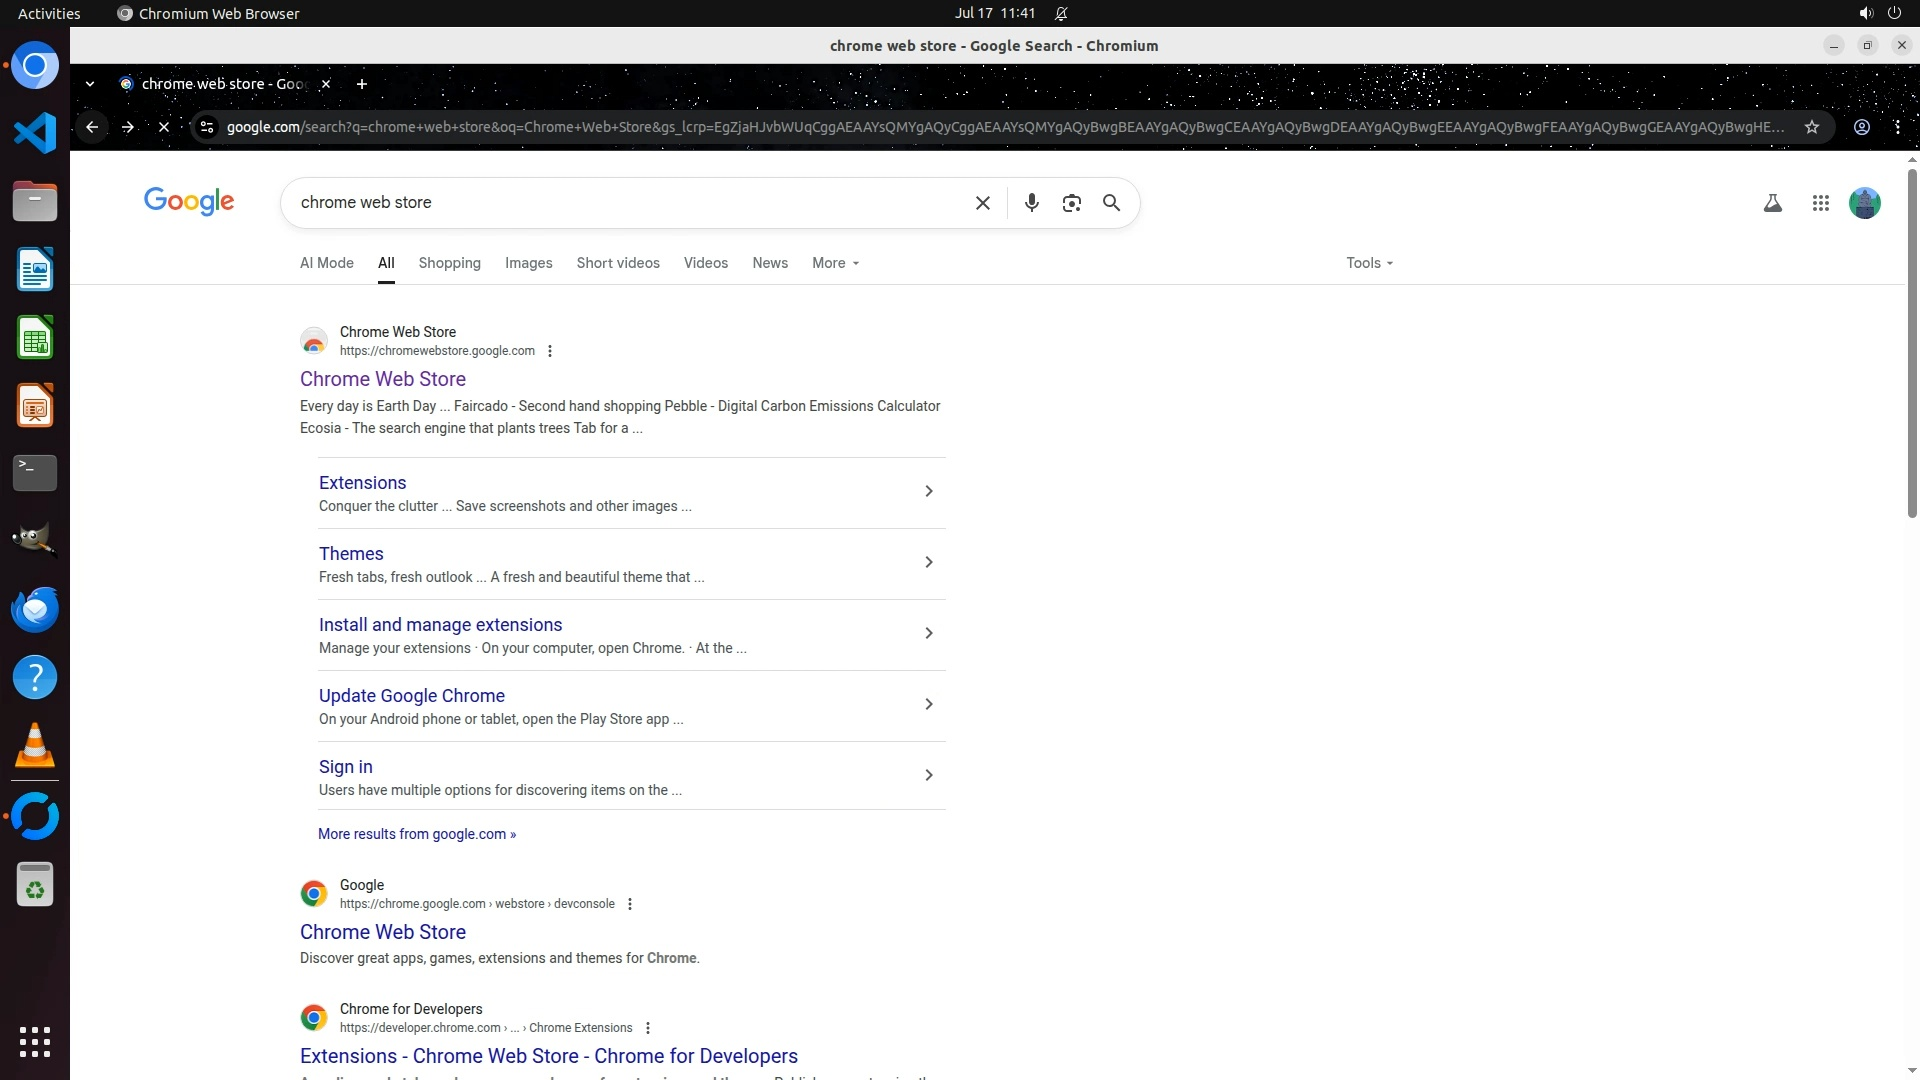 Activities
Chromium Web Browser
Jul 17 11:41
chrome web store - Google Search - Chromium
chrome web store - Goo
google.com/search?q=chrome+web+store&oq=Chrome+Web+Store&gs_lcrp=EgZjaHJvbWUqCggAEAAYsQMYgAQyCggAEAAYsQMYgAQyBwgBEAAYgAQyBwgCEAAYgAQyBwgDEAAYgAQyBwgEEAAYgAQyBwgFEAAYgAQyBwgGEAAYgAQyBwgHE...
Google
chrome web store
AI Mode
All
Shopping
Images
Short videos
Videos
News
More
Tools
Chrome Web Store
https://chromewebstore.google.com
Chrome Web Store
Every day is Earth Day ... Faircado - Second hand shopping Pebble - Digital Carbon Emissions Calculator
Ecosia - The search engine that plants trees Tab for a ...
Extensions
Conquer the clutter ... Save screenshots and other images ...
Themes
Fresh tabs, fresh outlook ... A fresh and beautiful theme that ...
Install and manage extensions
Manage your extensions · On your computer, open Chrome. · At the ...
Update Google Chrome
On your Android phone or tablet, open the Play Store app ...
Sign in
Users have multiple options for discovering items on the ...
More results from google.com »
Google
https://chrome.google.com › webstore › devconsole
Chrome Web Store
Discover great apps, games, extensions and themes for Chrome.
Chrome for Developers
https://developer.chrome.com › ... › Chrome Extensions
Extensions - Chrome Web Store - Chrome for Developers